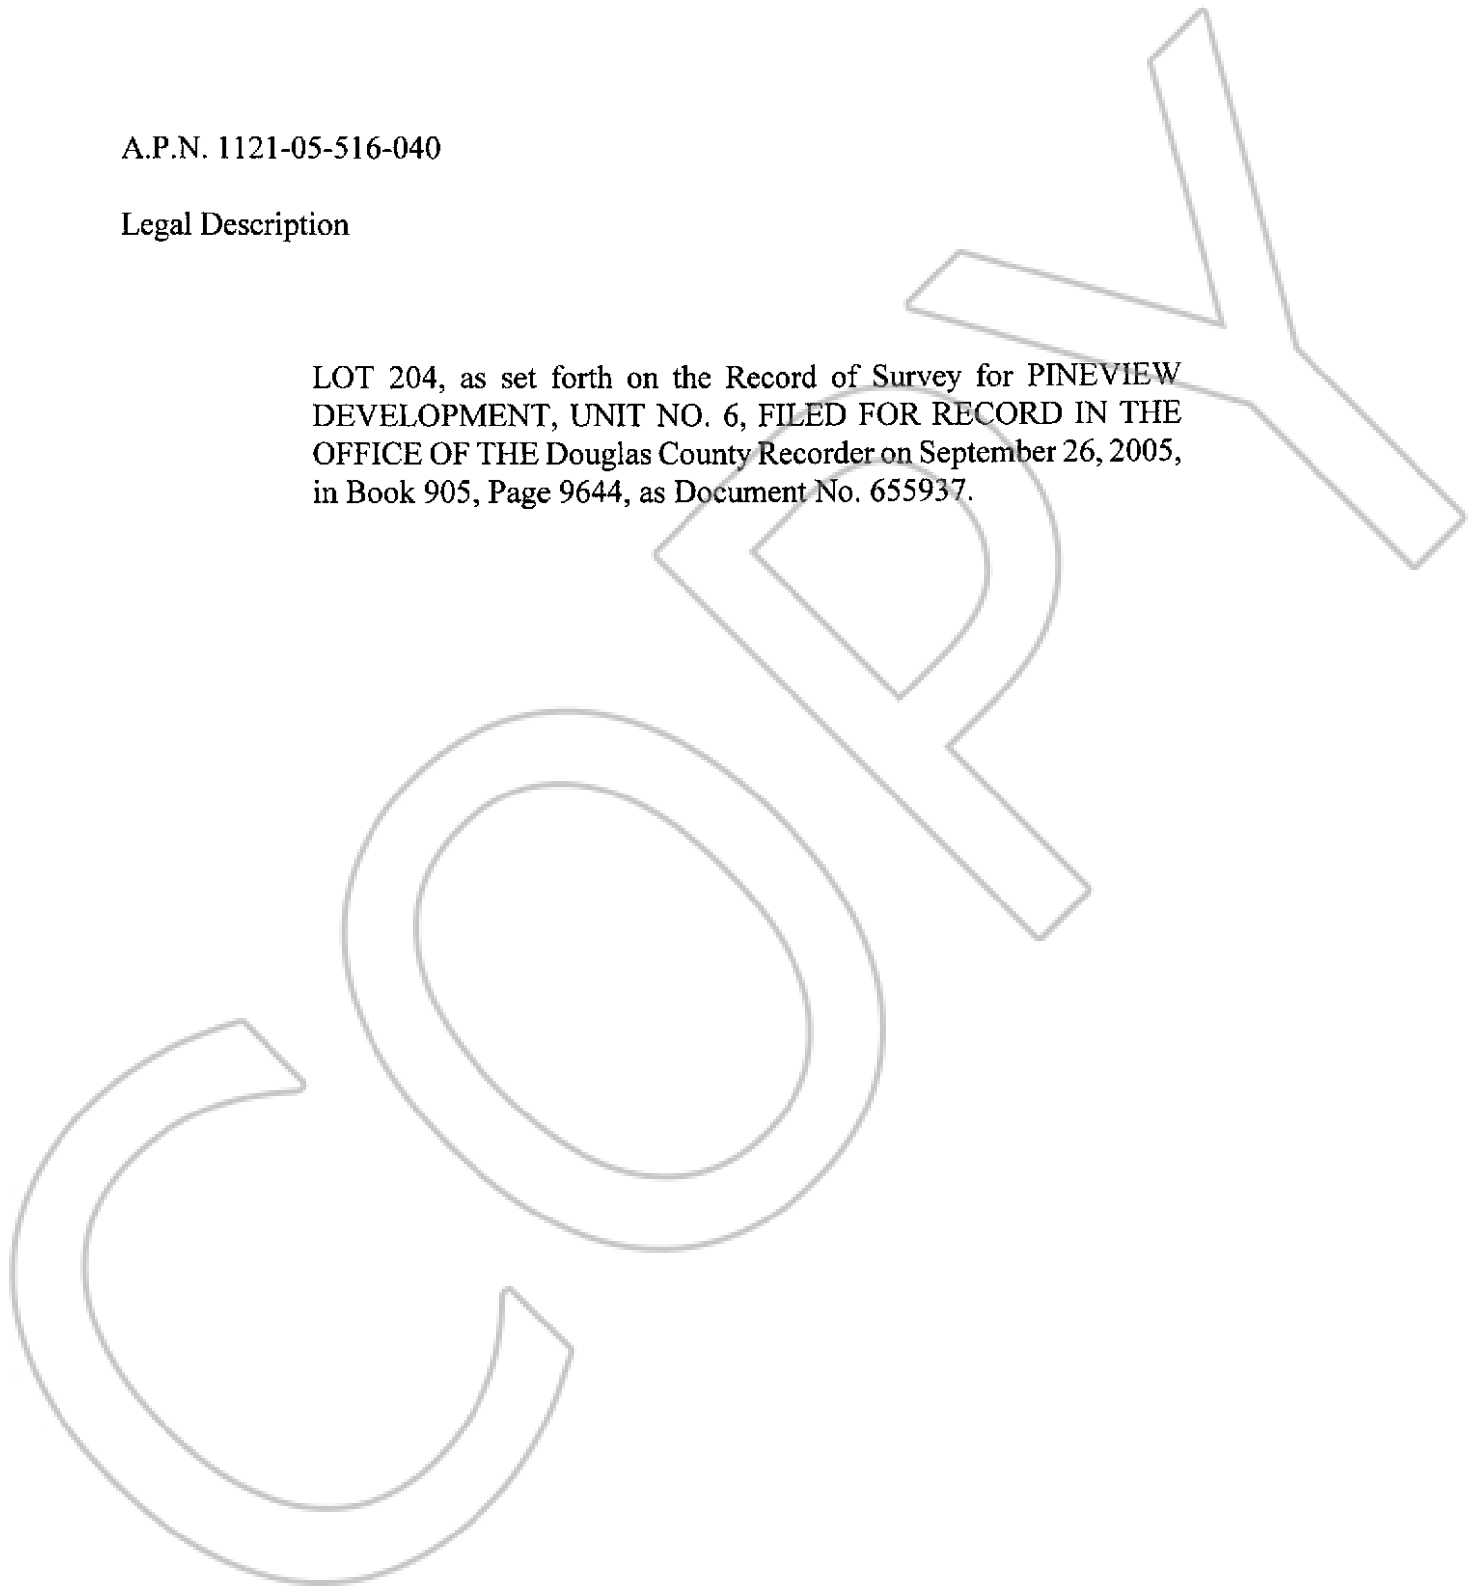 A.P.N. 1121-05-516-040
Legal Description
LOT 204, as set forth on the Record of Survey for PINEVIEW
DEVELOPMENT, UNIT NO. 6, FILED FOR RECORD IN THE
OFFICE OF THE Douglas County Recorder on September 26, 2005,
in Book 905, Page 9644, as Document No. 655937.
COPY